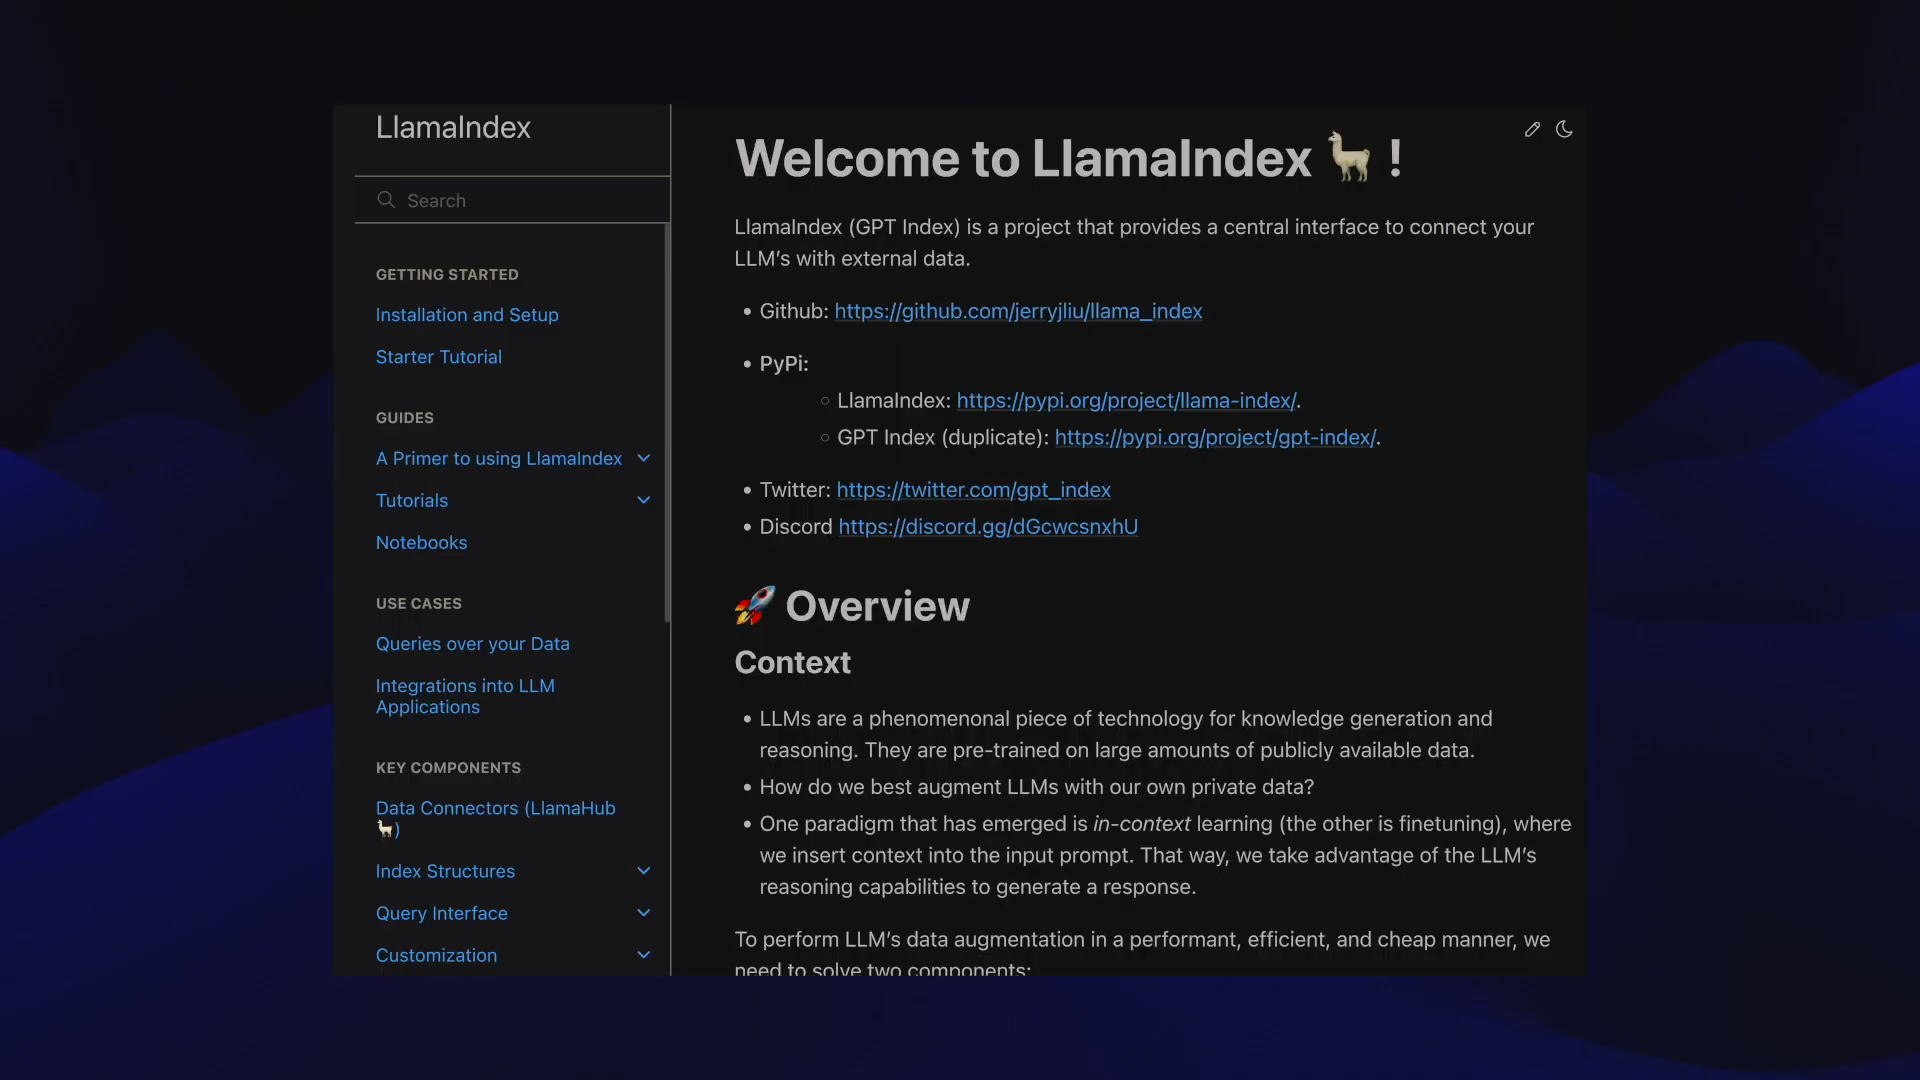 LlamaIndex
Search
GETTING STARTED
Installation and Setup
Starter Tutorial
GUIDES
A Primer to using LlamaIndex
Tutorials
Notebooks
USE CASES
Queries over your Data
Integrations into LLM
Applications
KEY COMPONENTS
Data Connectors (LlamaHub
🦙)
Index Structures
Query Interface
Customization
Welcome to LlamaIndex 🦙 !
LlamaIndex (GPT Index) is a project that provides a central interface to connect your
LLM’s with external data.
• Github: https://github.com/jerryjliu/llama_index
• PyPi:
○ LlamaIndex: https://pypi.org/project/llama-index/.
○ GPT Index (duplicate): https://pypi.org/project/gpt-index/.
• Twitter: https://twitter.com/gpt_index
• Discord https://discord.gg/dGcwcsnxhU
🚀 Overview
Context
• LLMs are a phenomenonal piece of technology for knowledge generation and
reasoning. They are pre-trained on large amounts of publicly available data.
• How do we best augment LLMs with our own private data?
• One paradigm that has emerged is in-context learning (the other is finetuning), where
we insert context into the input prompt. That way, we take advantage of the LLM’s
reasoning capabilities to generate a response.
To perform LLM’s data augmentation in a performant, efficient, and cheap manner, we
need to solve two components: